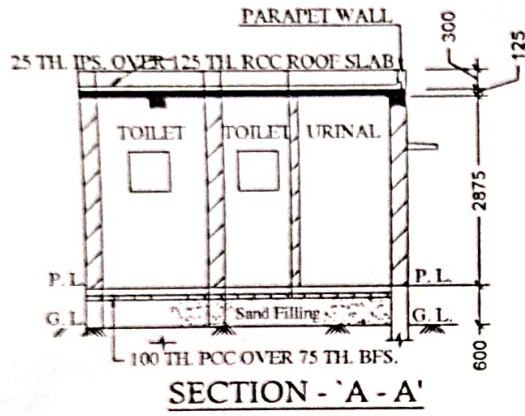 PARAPET WALL
25 TH. IPS. OVER 125 TH. RCC ROOF SLAB
300
125
TOILET
TOILET
URINAL
2875
P. L.
P. L.
G. L.
Sand Filling
G. L.
600
100 TH. PCC OVER 75 TH. BFS.
SECTION - `A - A'